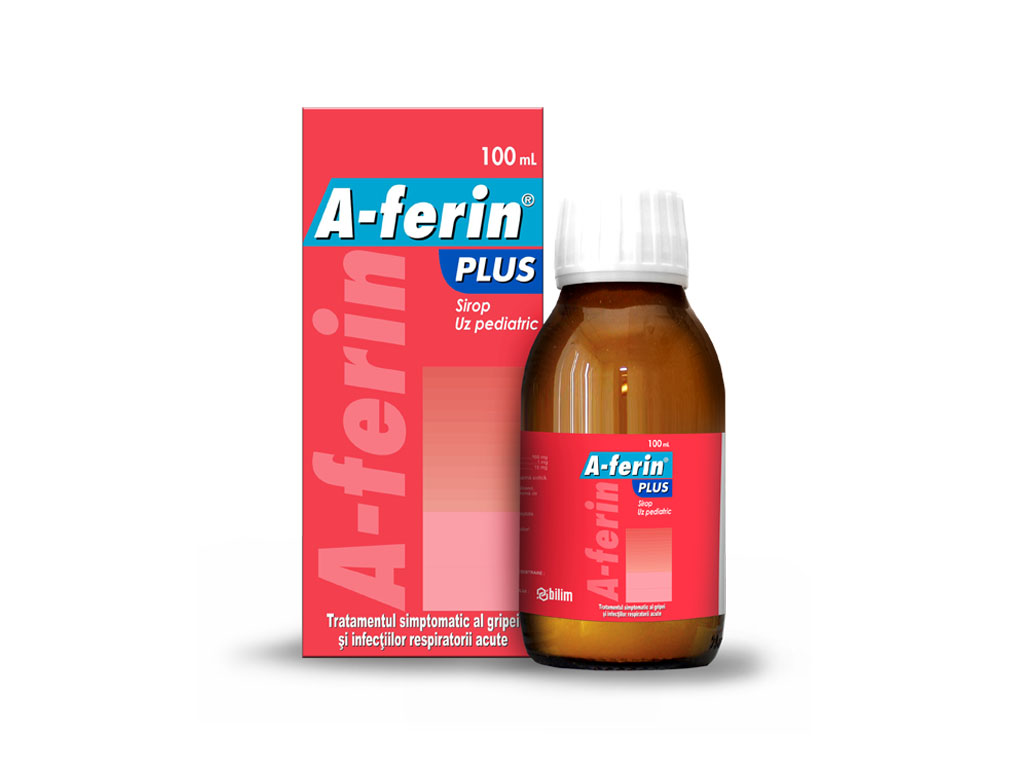 100 mL
A-ferin®
PLUS
Sirop
Uz pediatric
A-ferin
Tratamentul simptomatic al gripei
şi infecţiilor respiratorii acute
100 mL
A-ferin®
PLUS
Sirop
Uz pediatric
A-ferin
bilim
Tratamentul simptomatic al gripei
şi infecţiilor respiratorii acute